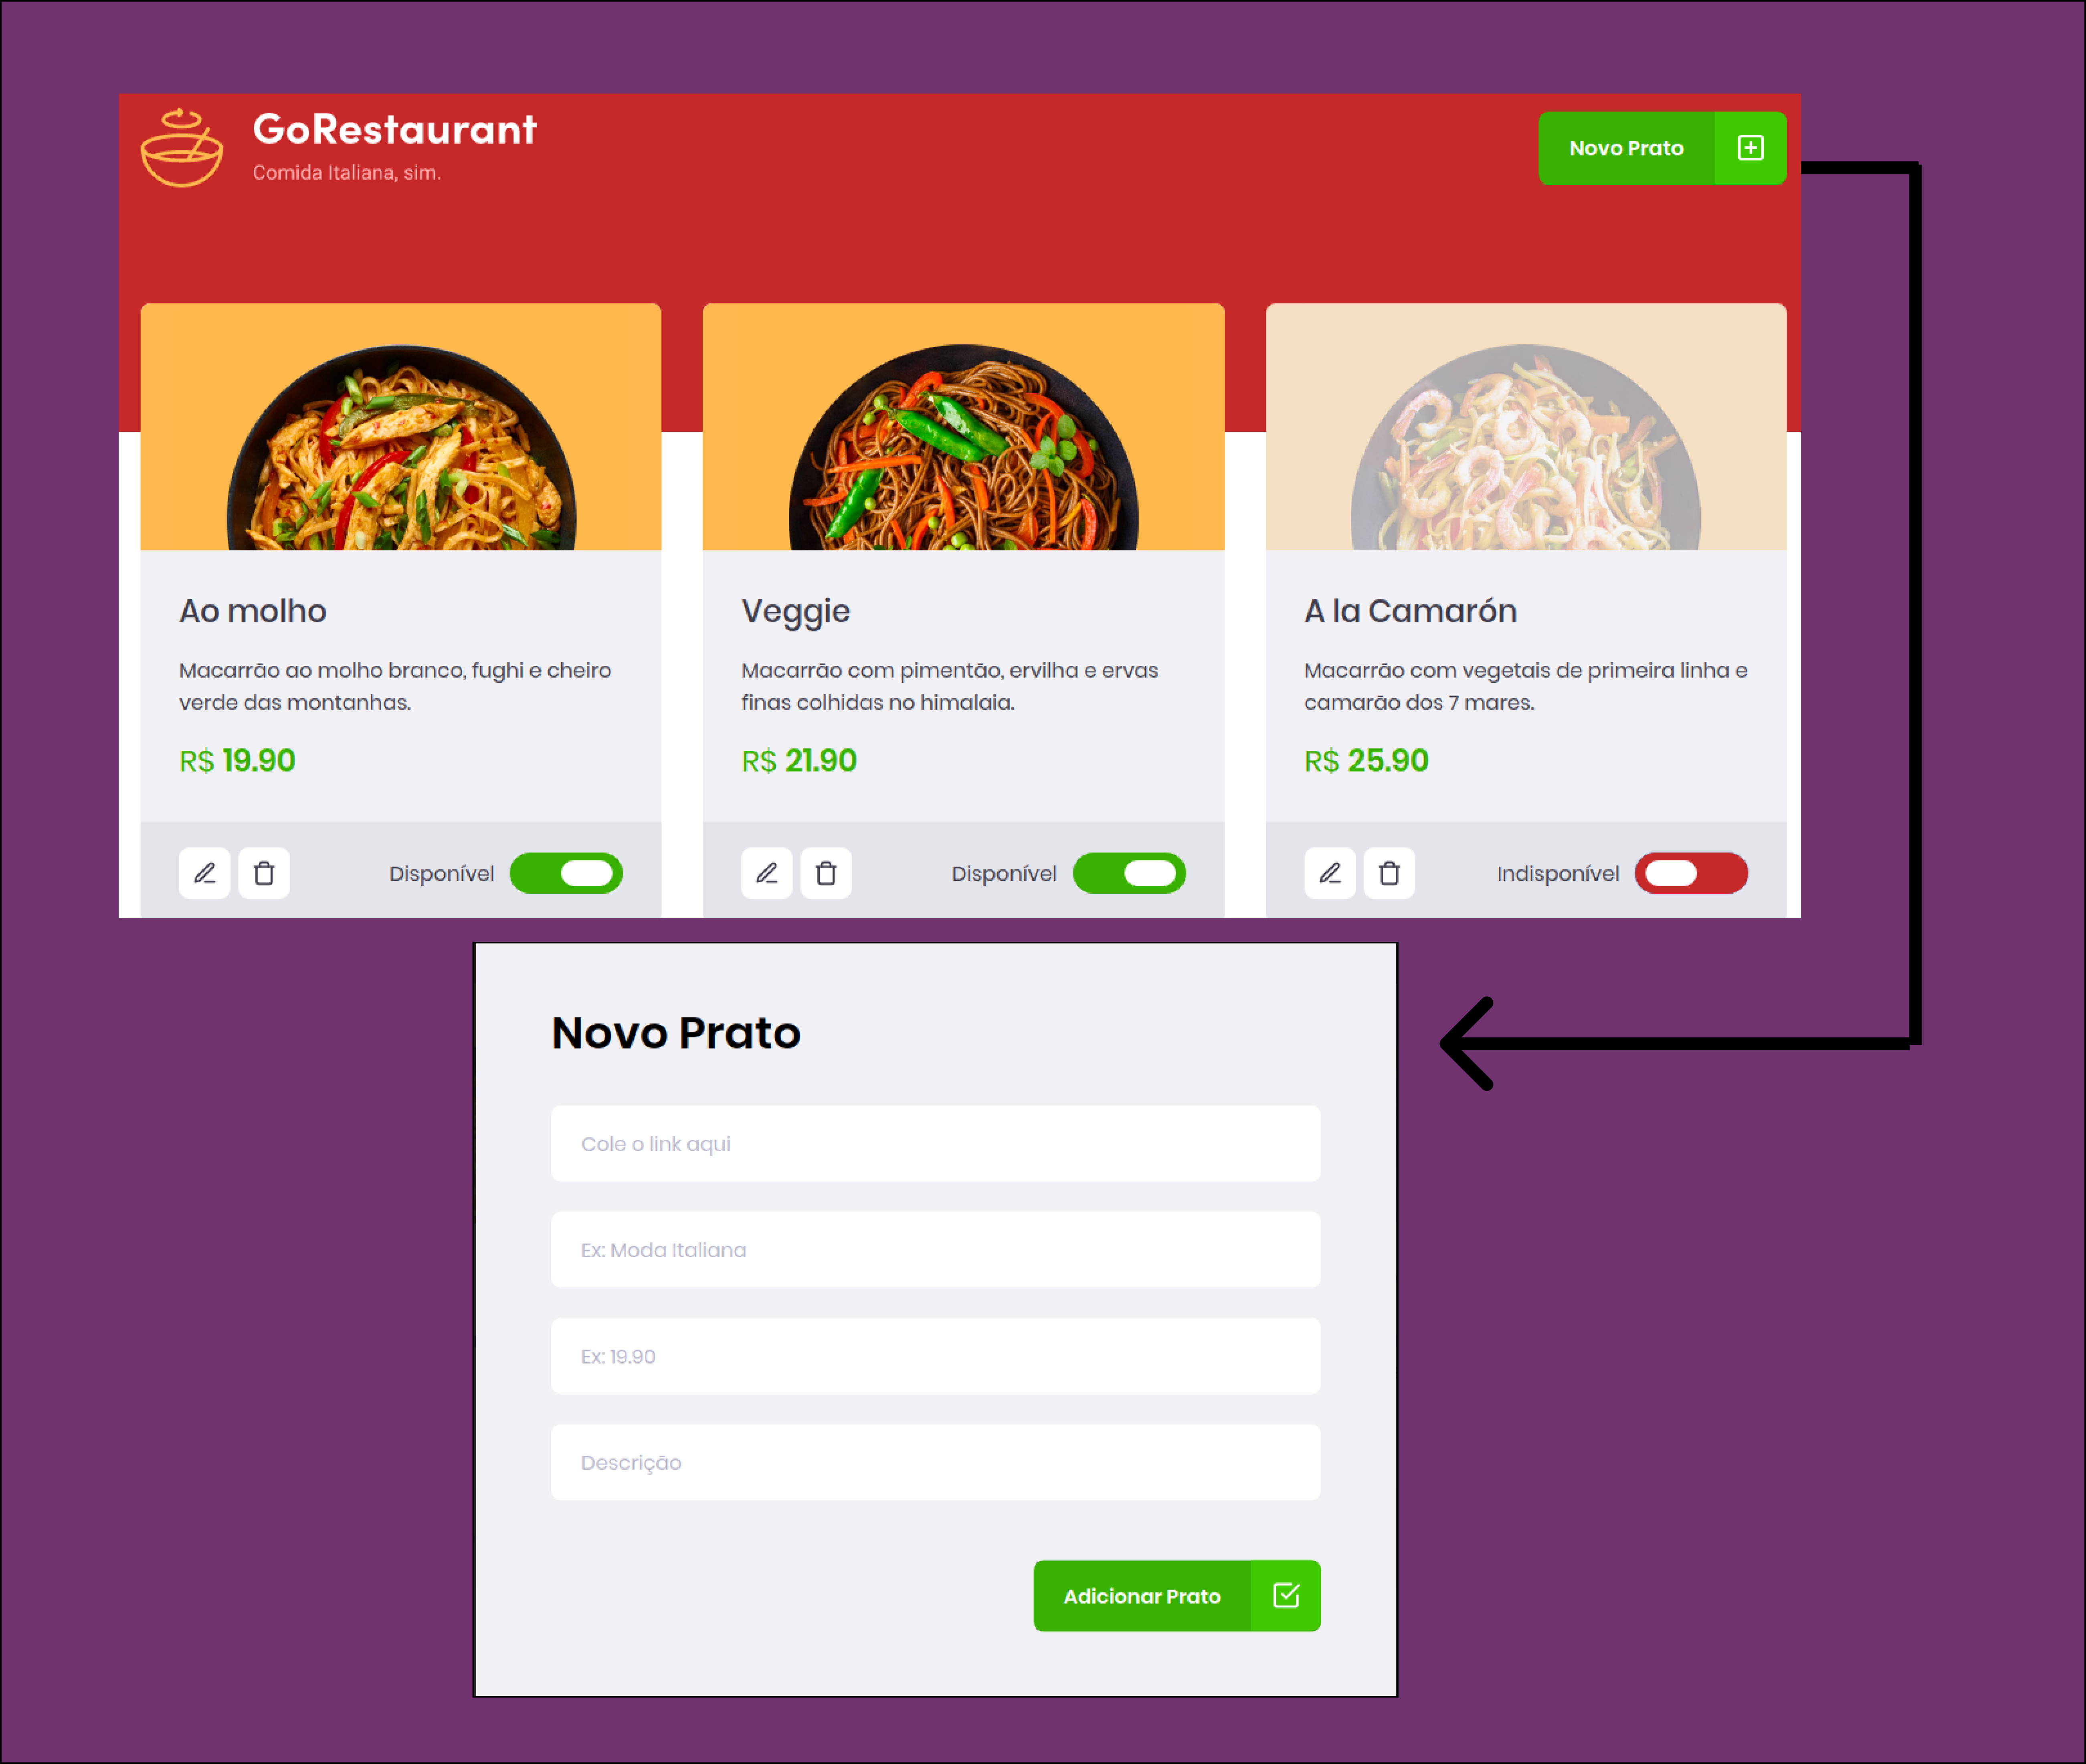 GoRestaurant
Comida Italiana, sim.
Novo Prato
Ao molho
Macarrão ao molho branco, fughi e cheiro
verde das montanhas.
R$ 19.90
Disponível
Veggie
Macarrão com pimentão, ervilha e ervas
finas colhidas no himalaia.
R$ 21.90
Disponível
A la Camarón
Macarrão com vegetais de primeira linha e
camarão dos 7 mares.
R$ 25.90
Indisponível
Novo Prato
Cole o link aqui
Ex: Moda Italiana
Ex: 19.90
Descrição
Adicionar Prato